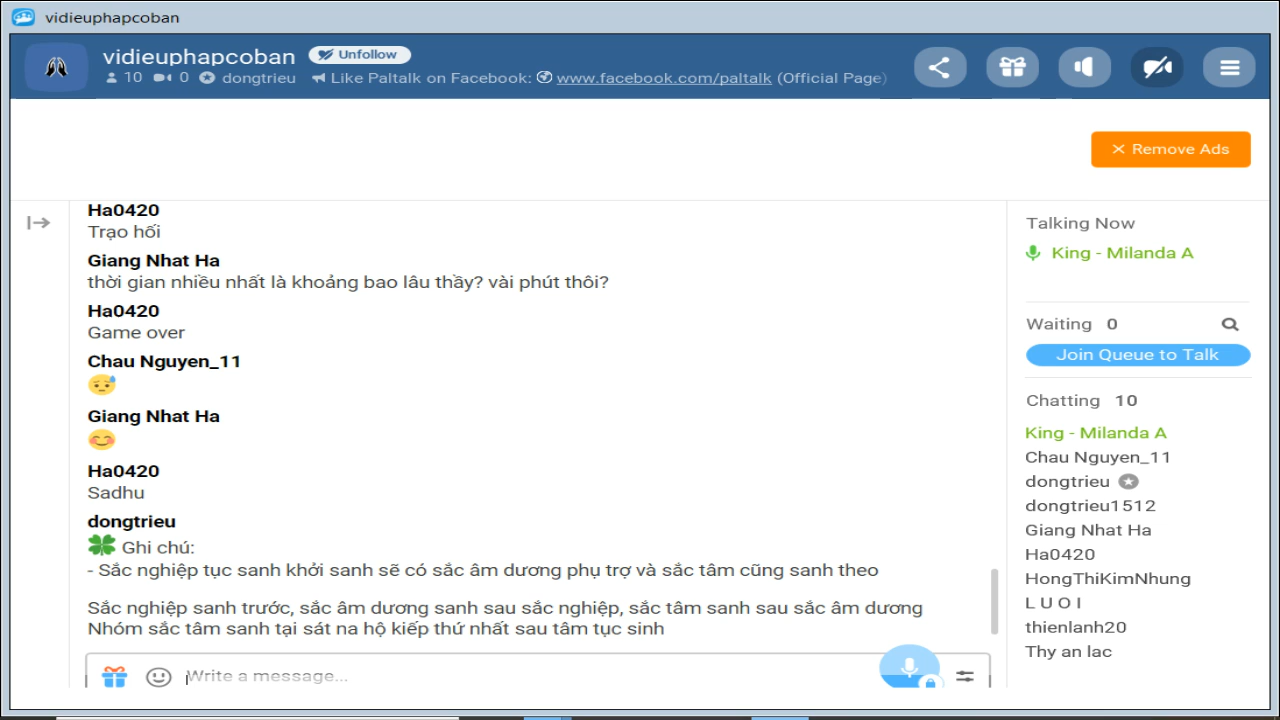 vidieuphapcoban
vidieuphapcoban Unfollow
10 0 dongtrieu Like Paltalk on Facebook: www.facebook.com/paltalk (Official Page)
Remove Ads
Ha0420
Trạo hối
Giang Nhat Ha
thời gian nhiều nhất là khoảng bao lâu thầy? vài phút thôi?
Ha0420
Game over
Chau Nguyen_11
Giang Nhat Ha
Ha0420
Sadhu
dongtrieu
Ghi chú:
- Sắc nghiệp tục sanh khởi sanh sẽ có sắc âm dương phụ trợ và sắc tâm cũng sanh theo
Sắc nghiệp sanh trước, sắc âm dương sanh sau sắc nghiệp, sắc tâm sanh sau sắc âm dương
Nhóm sắc tâm sanh tại sát na hộ kiếp thứ nhất sau tâm tục sinh
Write a message...
Talking Now
King - Milanda A
Waiting 0
Join Queue to Talk
Chatting 10
King - Milanda A
Chau Nguyen_11
dongtrieu
dongtrieu1512
Giang Nhat Ha
Ha0420
HongThiKimNhung
L U O I
thienlanh20
Thy an lac